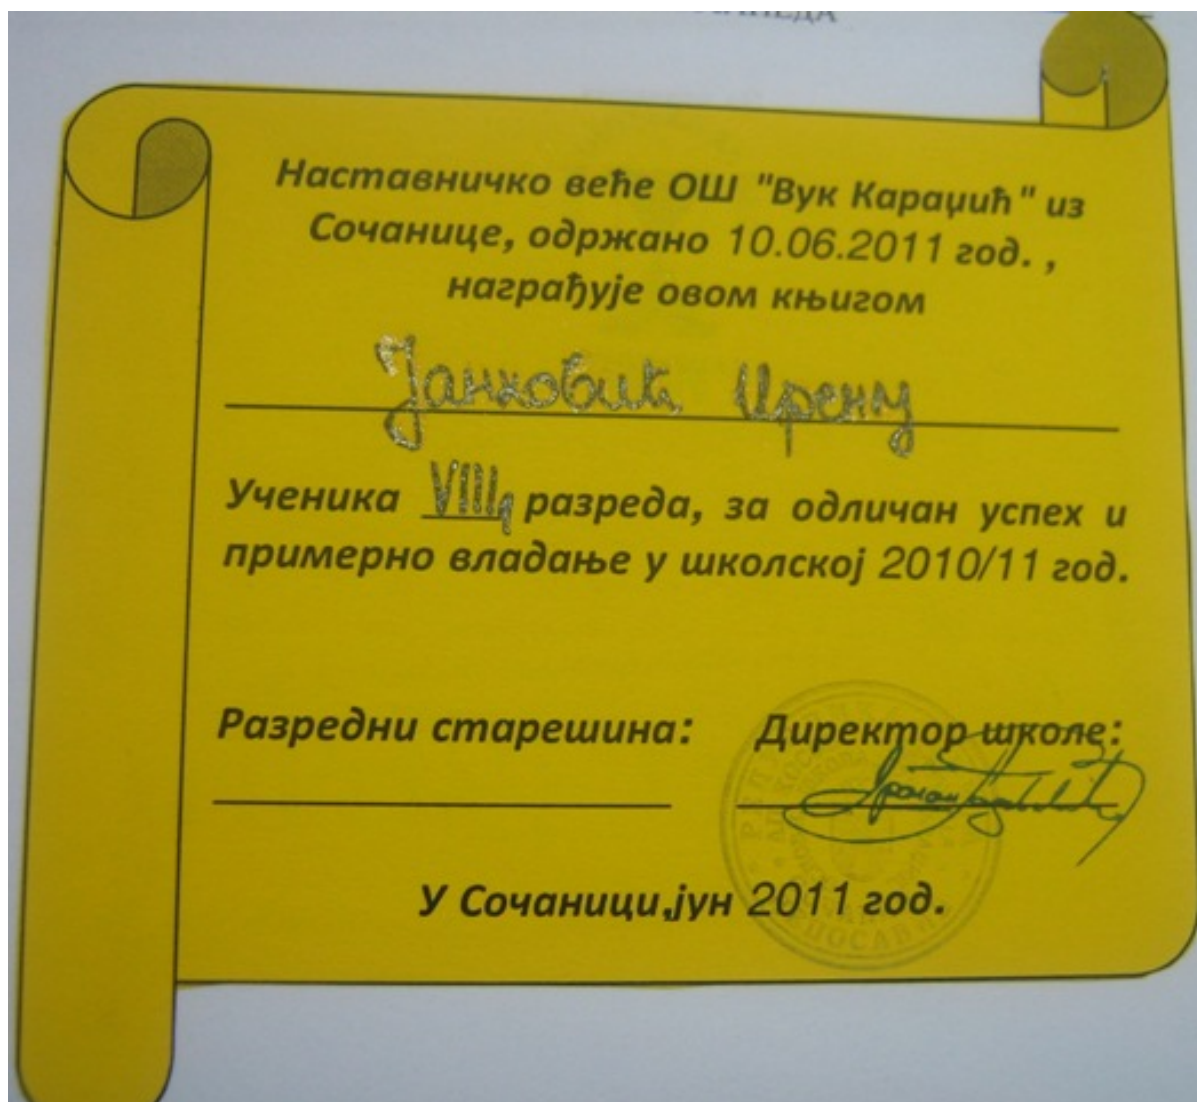 Наставничко веће ОШ "Вук Караџић" из
Сочанице, одржано 10.06.2011 год. ,
награђује овом књигом
Јанковић Ирену
Ученика VIII₁ разреда, за одличан успех и
примерно владање у школској 2010/11 год.
Разредни старешина: Директор школе:
У Сочаници,јун 2011 год.